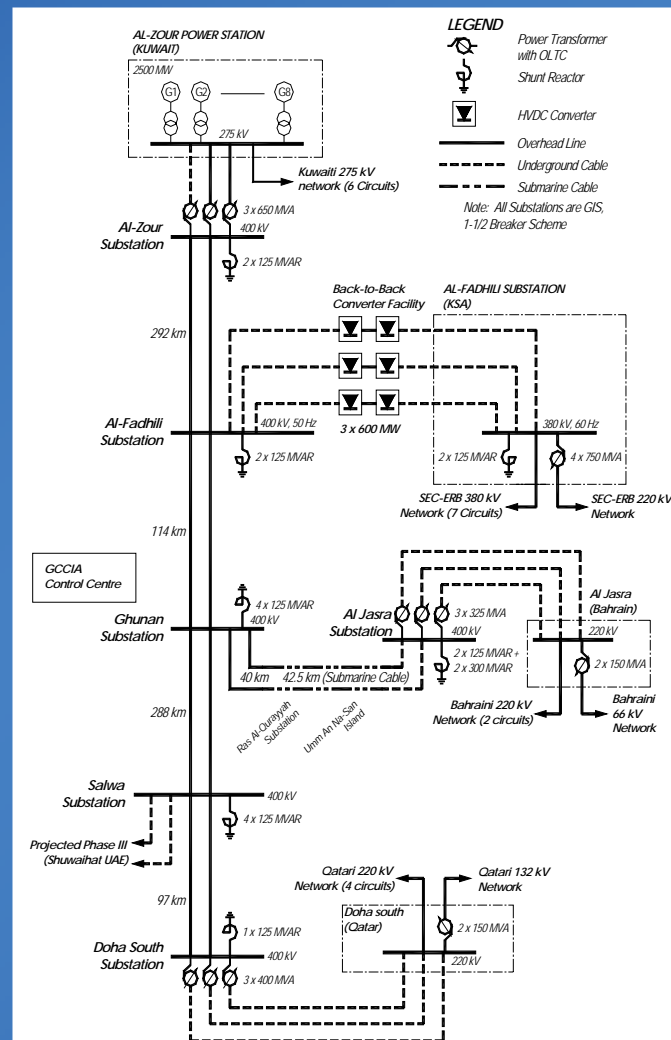 LEGEND
Power Transformer
with OLTC
Shunt Reactor
HVDC Converter
Overhead Line
Underground Cable
Submarine Cable
Note: All Substations are GIS,
1-1/2 Breaker Scheme
AL-ZOUR POWER STATION
(KUWAIT)
2500 MW
G1
G2
G8
275 kV
Kuwaiti 275 kV
network (6 Circuits)
3 x 650 MVA
400 kV
Al-Zour
Substation
2 x 125 MVAR
292 km
Back-to-Back
Converter Facility
3 x 600 MW
AL-FADHILI SUBSTATION
(KSA)
Al-Fadhili
Substation
400 kV, 50 Hz
2 x 125 MVAR
380 kV, 60 Hz
2 x 125 MVAR
4 x 750 MVA
SEC-ERB 380 kV
Network (7 Circuits)
SEC-ERB 220 kV
Network
114 km
GCCIA
Control Centre
4 x 125 MVAR
Ghunan
Substation
400 kV
40 km
42.5 km (Submarine Cable)
Ras Al-Qurayyah
Substation
Umm An Na-San
Island
Al Jasra
Substation
3 x 325 MVA
400 kV
2 x 125 MVAR +
2 x 300 MVAR
Al Jasra
(Bahrain)
220 kV
2 x 150 MVA
Bahraini 220 kV
Network (2 circuits)
Bahraini
66 kV
Network
288 km
Salwa
Substation
400 kV
4 x 125 MVAR
Projected Phase III
(Shuwaihat UAE)
97 km
Qatari 220 kV
Network (4 circuits)
Qatari 132 kV
Network
Doha south
(Qatar)
2 x 150 MVA
220 kV
1 x 125 MVAR
Doha South
Substation
400 kV
3 x 400 MVA